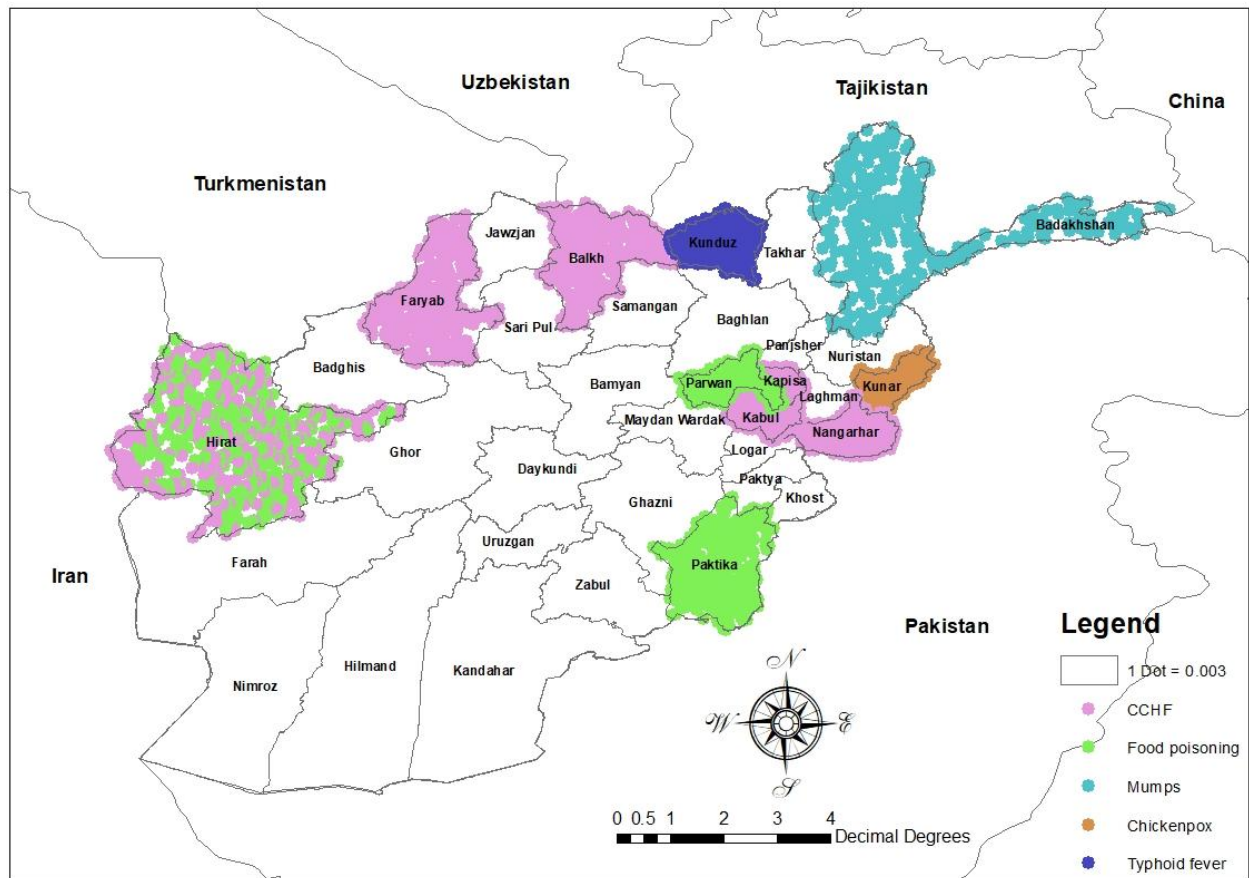 Uzbekistan
Tajikistan
China
Turkmenistan
Jawzjan
Balkh
Kunduz
Takhar
Badakhshan
Faryab
Samangan
Sari Pul
Baghlan
Badghis
Panjsher
Nuristan
Bamyan
Parwan
Kapisa
Laghman
Kunar
Hirat
Maydan Wardak
Kabul
Nangarhar
Ghor
Logar
Daykundi
Paktya
Ghazni
Khost
Uruzgan
Farah
Iran
Zabul
Paktika
Pakistan
Hilmand
Kandahar
Nimroz
N
W
E
S
0 0.5 1 2 3 4
Decimal Degrees
Legend
1 Dot = 0.003
CCHF
Food poisoning
Mumps
Chickenpox
Typhoid fever